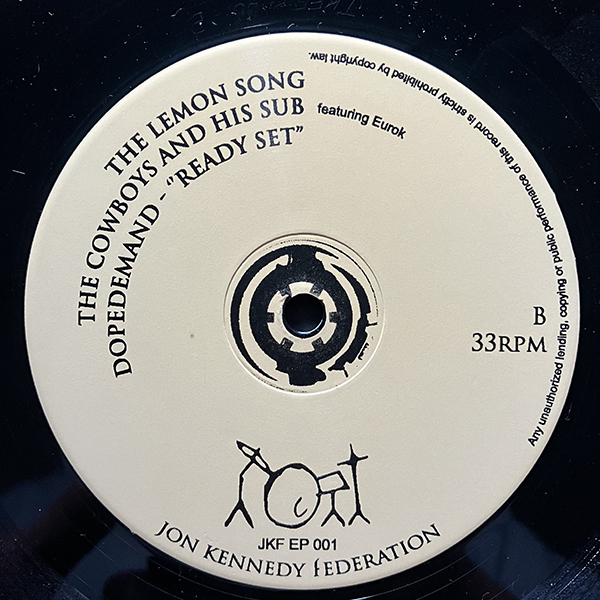 THE LEMON SONG
THE COWBOYS AND HIS SUB featuring Eurok
DOPEDEMAND - "READY SET"
B
33RPM
JKF EP 001
JON KENNEDY fEDERATION
Any unauthorized lending, copying or public performance of this record is strictly prohibited by copyright law.